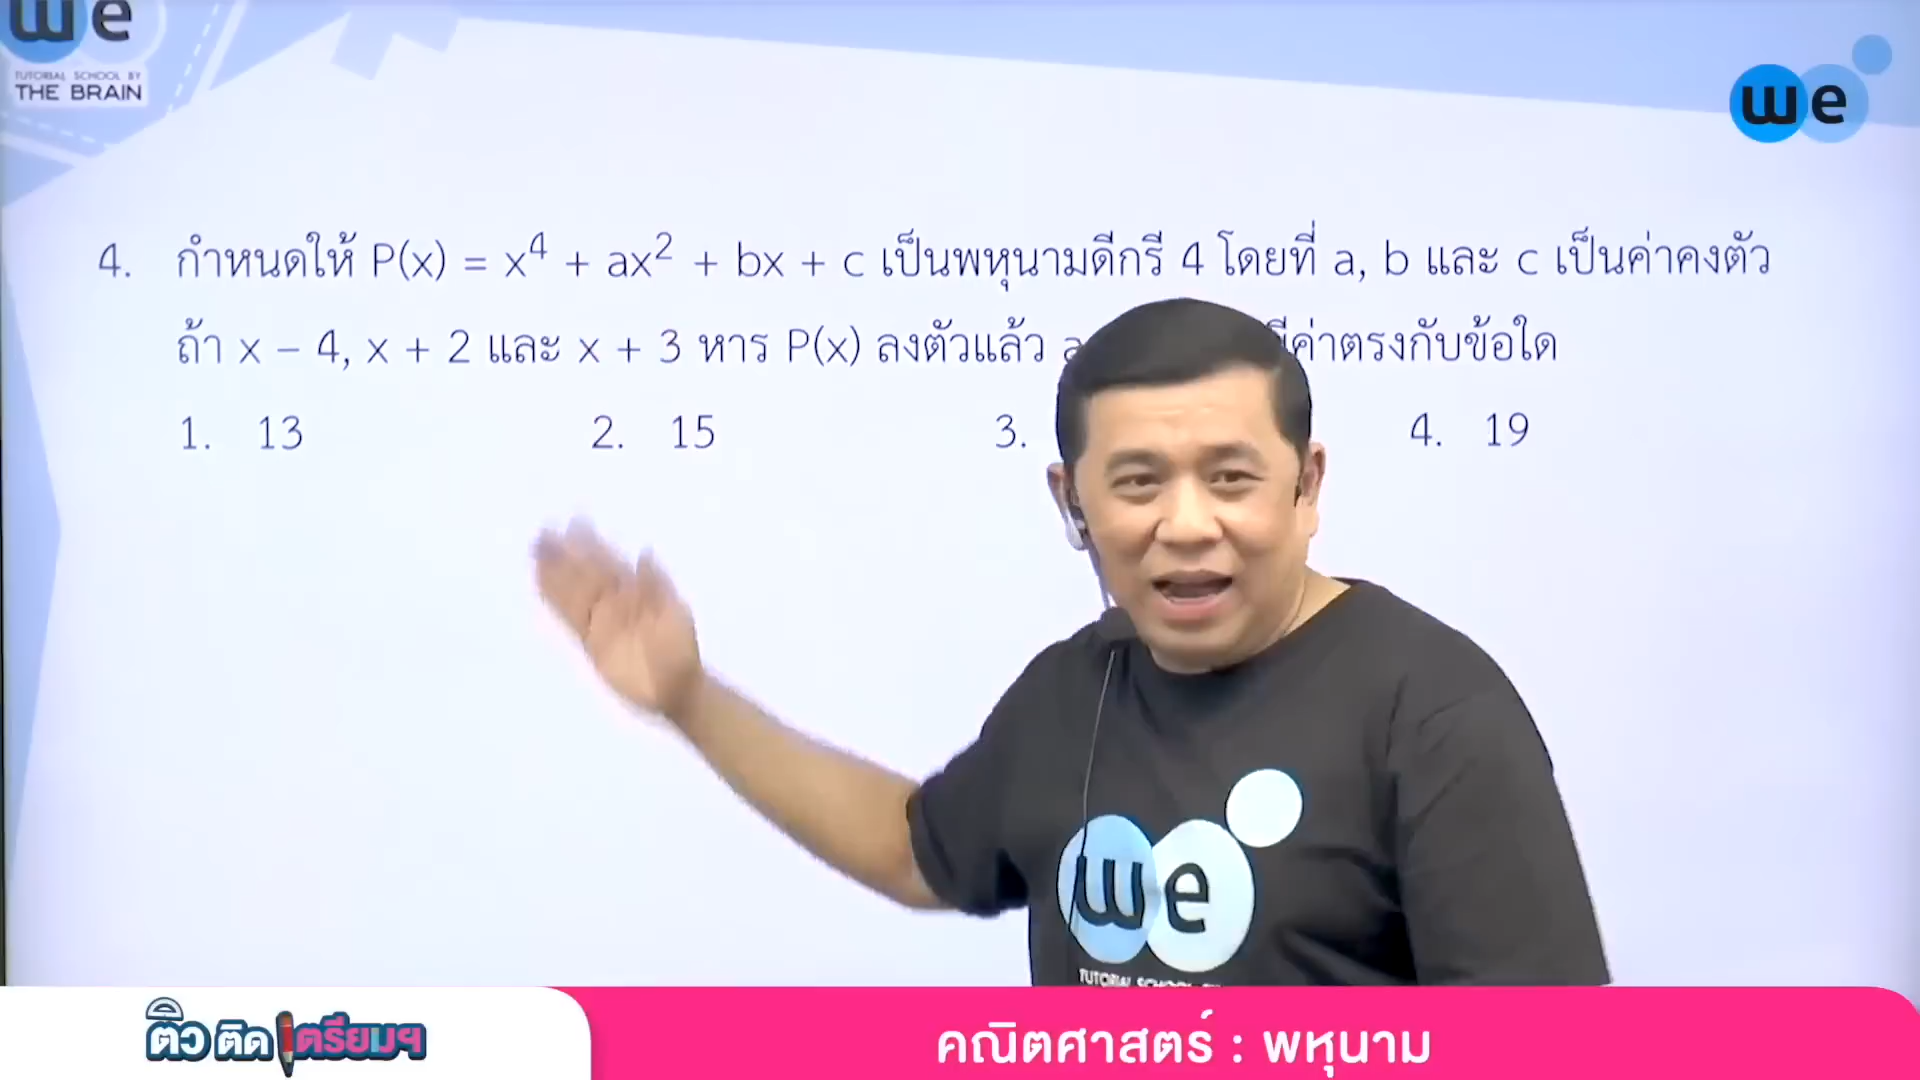 we
TUTORIAL SCHOOL BY
THE BRAIN
we
4. กำหนดให้ P(x) = x⁴ + ax² + bx + c เป็นพหุนามดีกรี 4 โดยที่ a, b และ c เป็นค่าคงตัว
ถ้า x – 4, x + 2 และ x + 3 หาร P(x) ลงตัวแล้ว a มีค่าตรงกับข้อใด
1. 13 2. 15 3. 4. 19
we
TUTORIAL SCHOOL
ติว ติด เตรียมฯ
คณิตศาสตร์ : พหุนาม